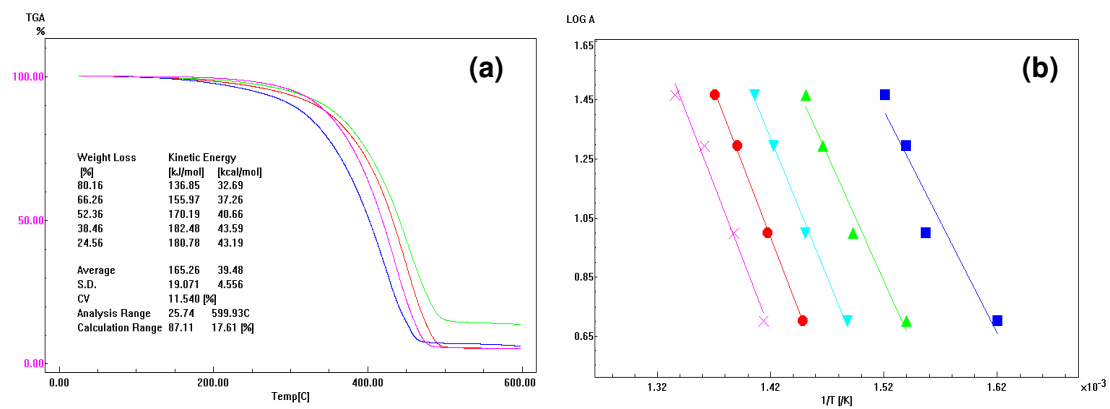 TGA
%
(a)
100.00
50.00
0.00
Weight Loss Kinetic Energy
[%] [kJ/mol] [kcal/mol]
80.16 136.85 32.69
66.26 155.97 37.26
52.36 170.19 40.66
38.46 182.48 43.59
24.56 180.78 43.19
Average 165.26 39.48
S.D. 19.071 4.556
CV 11.540 [%]
Analysis Range 25.74 599.93C
Calculation Range 87.11 17.61 [%]
0.00 200.00 400.00 600.00
Temp[C]
LOG A
(b)
1.65
1.45
1.25
1.05
0.85
0.65
1.32 1.42 1.52 1.62 ×10⁻³
1/T [/K]